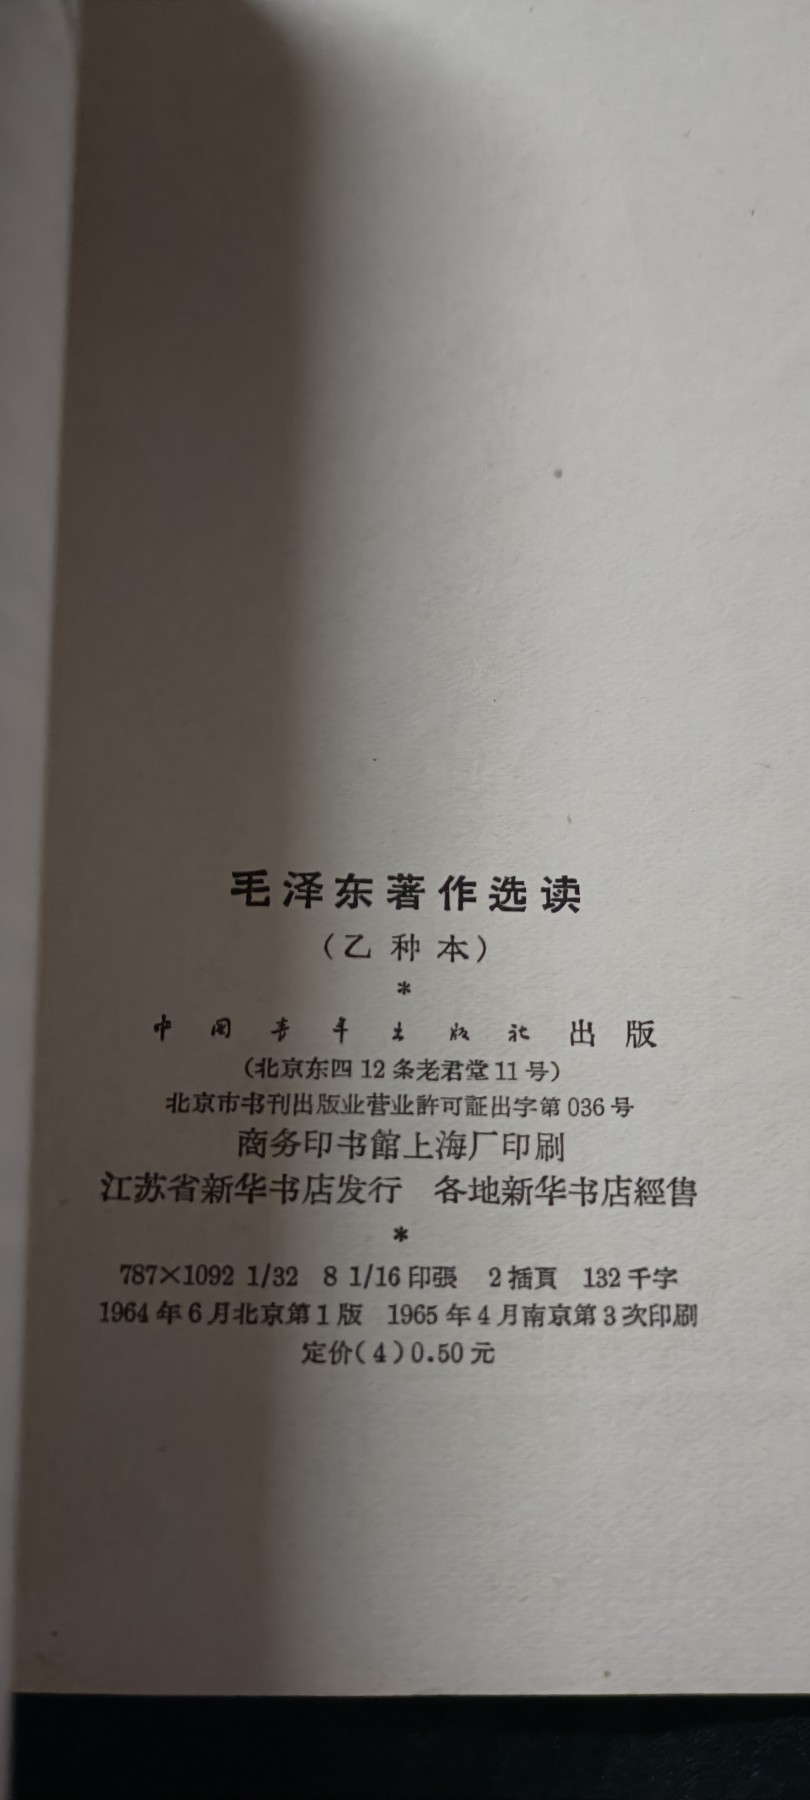 毛泽东著作选读
（乙种本）
*
中国青年出版社出版
（北京东四12条老君堂11号）
北京市书刊出版业营业許可証出字第036号
商务印书館上海厂印刷
江苏省新华书店发行 各地新华书店經售
*
787×1092 1/32 8 1/16印張 2插頁 132千字
1964年6月北京第1版 1965年4月南京第3次印刷
定价(4)0.50元